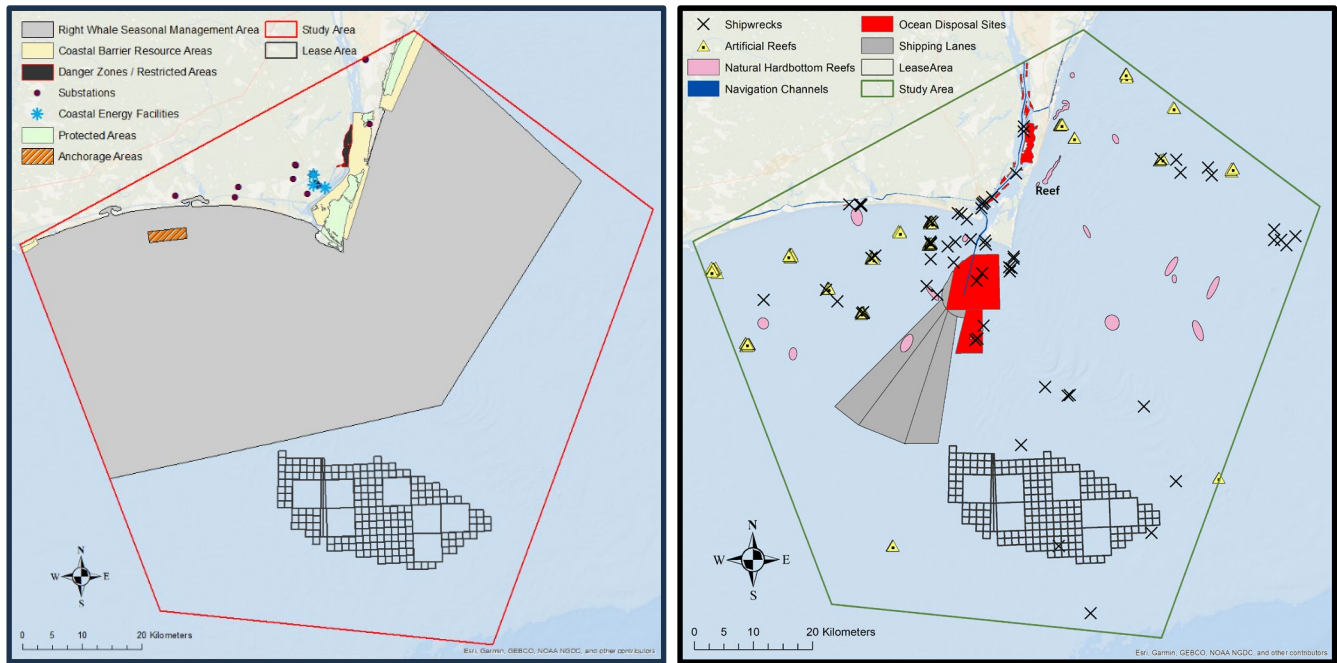 Right Whale Seasonal Management Area
Study Area
Coastal Barrier Resource Areas
Lease Area
Danger Zones / Restricted Areas
Substations
Coastal Energy Facilities
Protected Areas
Anchorage Areas
N
W E
S
0 5 10 20 Kilometers
Esri, Garmin, GEBCO, NOAA NGDC, and other contributors
Shipwrecks
Ocean Disposal Sites
Artificial Reefs
Shipping Lanes
Natural Hardbottom Reefs
LeaseArea
Navigation Channels
Study Area
Reef
N
W E
S
0 5 10 20 Kilometers
Esri, Garmin, GEBCO, NOAA NGDC, and other contributors